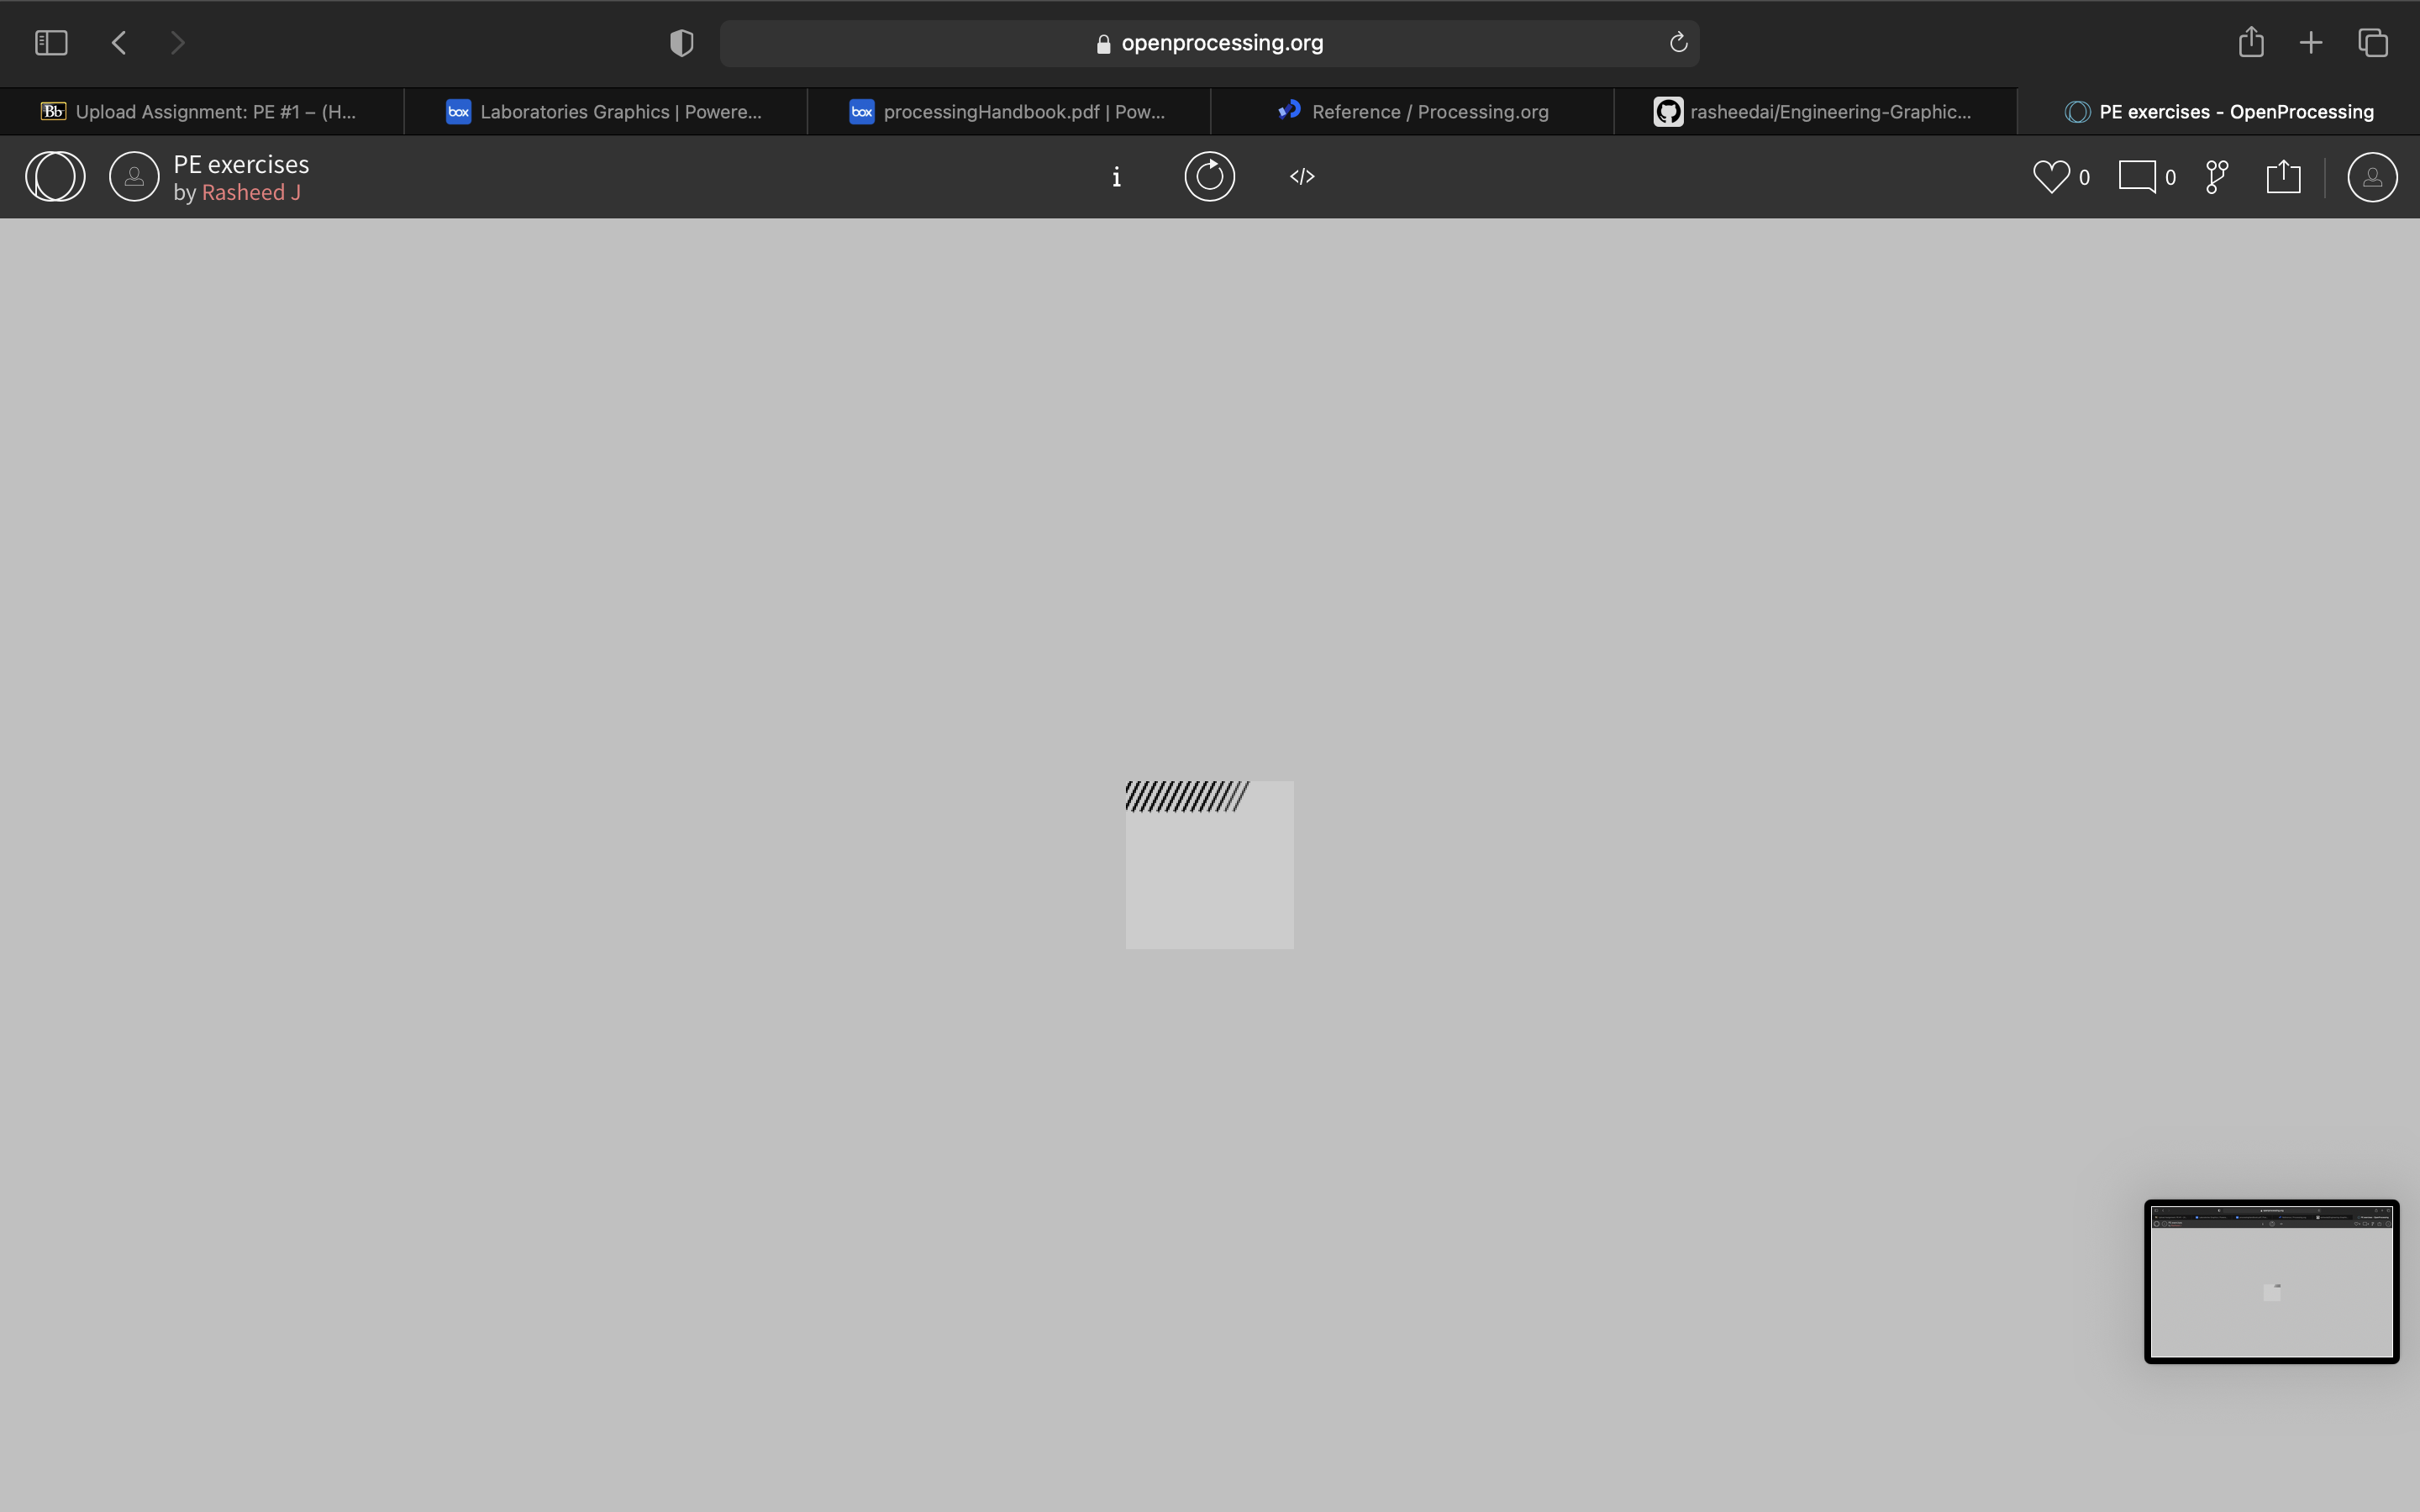 openprocessing.org
Bb Upload Assignment: PE #1 – (H...
box Laboratories Graphics | Powere...
box processingHandbook.pdf | Pow...
Reference / Processing.org
rasheedai/Engineering-Graphic...
PE exercises - OpenProcessing
PE exercises
by Rasheed J
i
</>
0
0